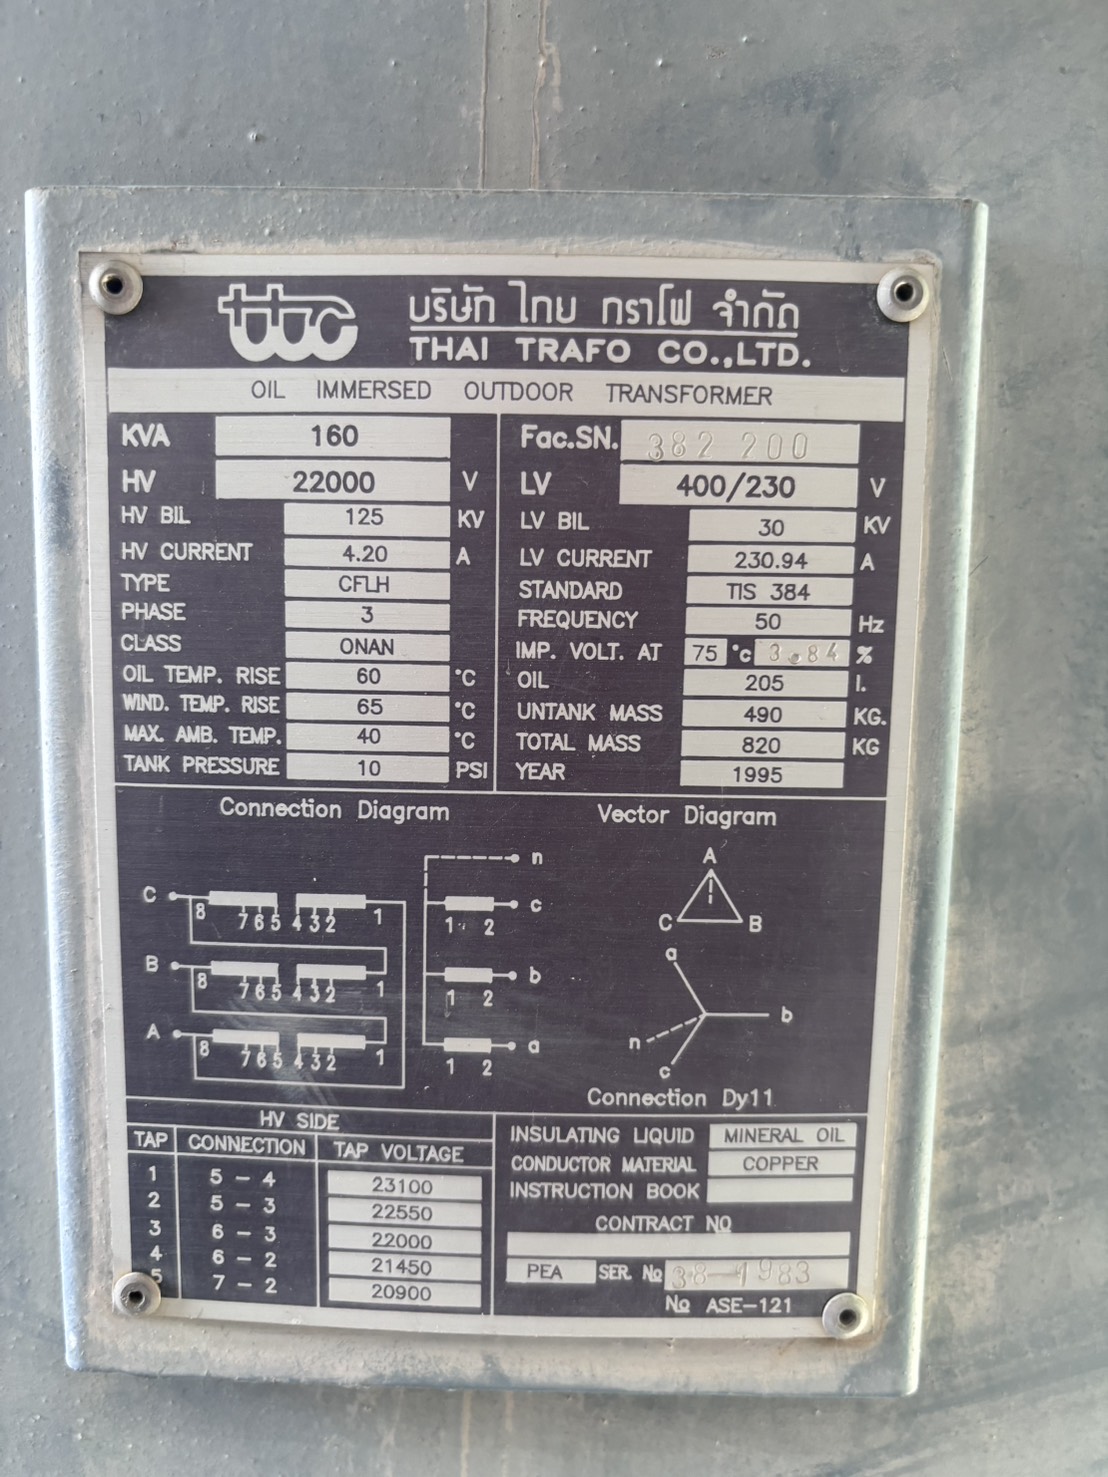 ttc
บริษัท ไทย ทราโฟ จำกัด
THAI TRAFO CO.,LTD.
OIL IMMERSED OUTDOOR TRANSFORMER
KVA 160
HV 22000 V
HV BIL 125 KV
HV CURRENT 4.20 A
TYPE CFLH
PHASE 3
CLASS ONAN
OIL TEMP. RISE 60 °C
WIND. TEMP. RISE 65 °C
MAX. AMB. TEMP. 40 °C
TANK PRESSURE 10 PSI
Fac.SN. 382 200
LV 400/230 V
LV BIL 30 KV
LV CURRENT 230.94 A
STANDARD TIS 384
FREQUENCY 50 Hz
IMP. VOLT. AT 75 °c 3.84 %
OIL 205 l.
UNTANK MASS 490 KG.
TOTAL MASS 820 KG
YEAR 1995
Connection Diagram
n
C 8 765 432 1
1 2 c
B 8 765 432 1
1 2 b
A 8 765 432 1
1 2 a
Vector Diagram
A
C B
a
b
n
c
Connection Dy11
HV SIDE
TAP CONNECTION TAP VOLTAGE
1 5 - 4 23100
2 5 - 3 22550
3 6 - 3 22000
4 6 - 2 21450
5 7 - 2 20900
INSULATING LIQUID MINERAL OIL
CONDUCTOR MATERIAL COPPER
INSTRUCTION BOOK
CONTRACT NO
PEA SER. No 38-1983
No ASE-121